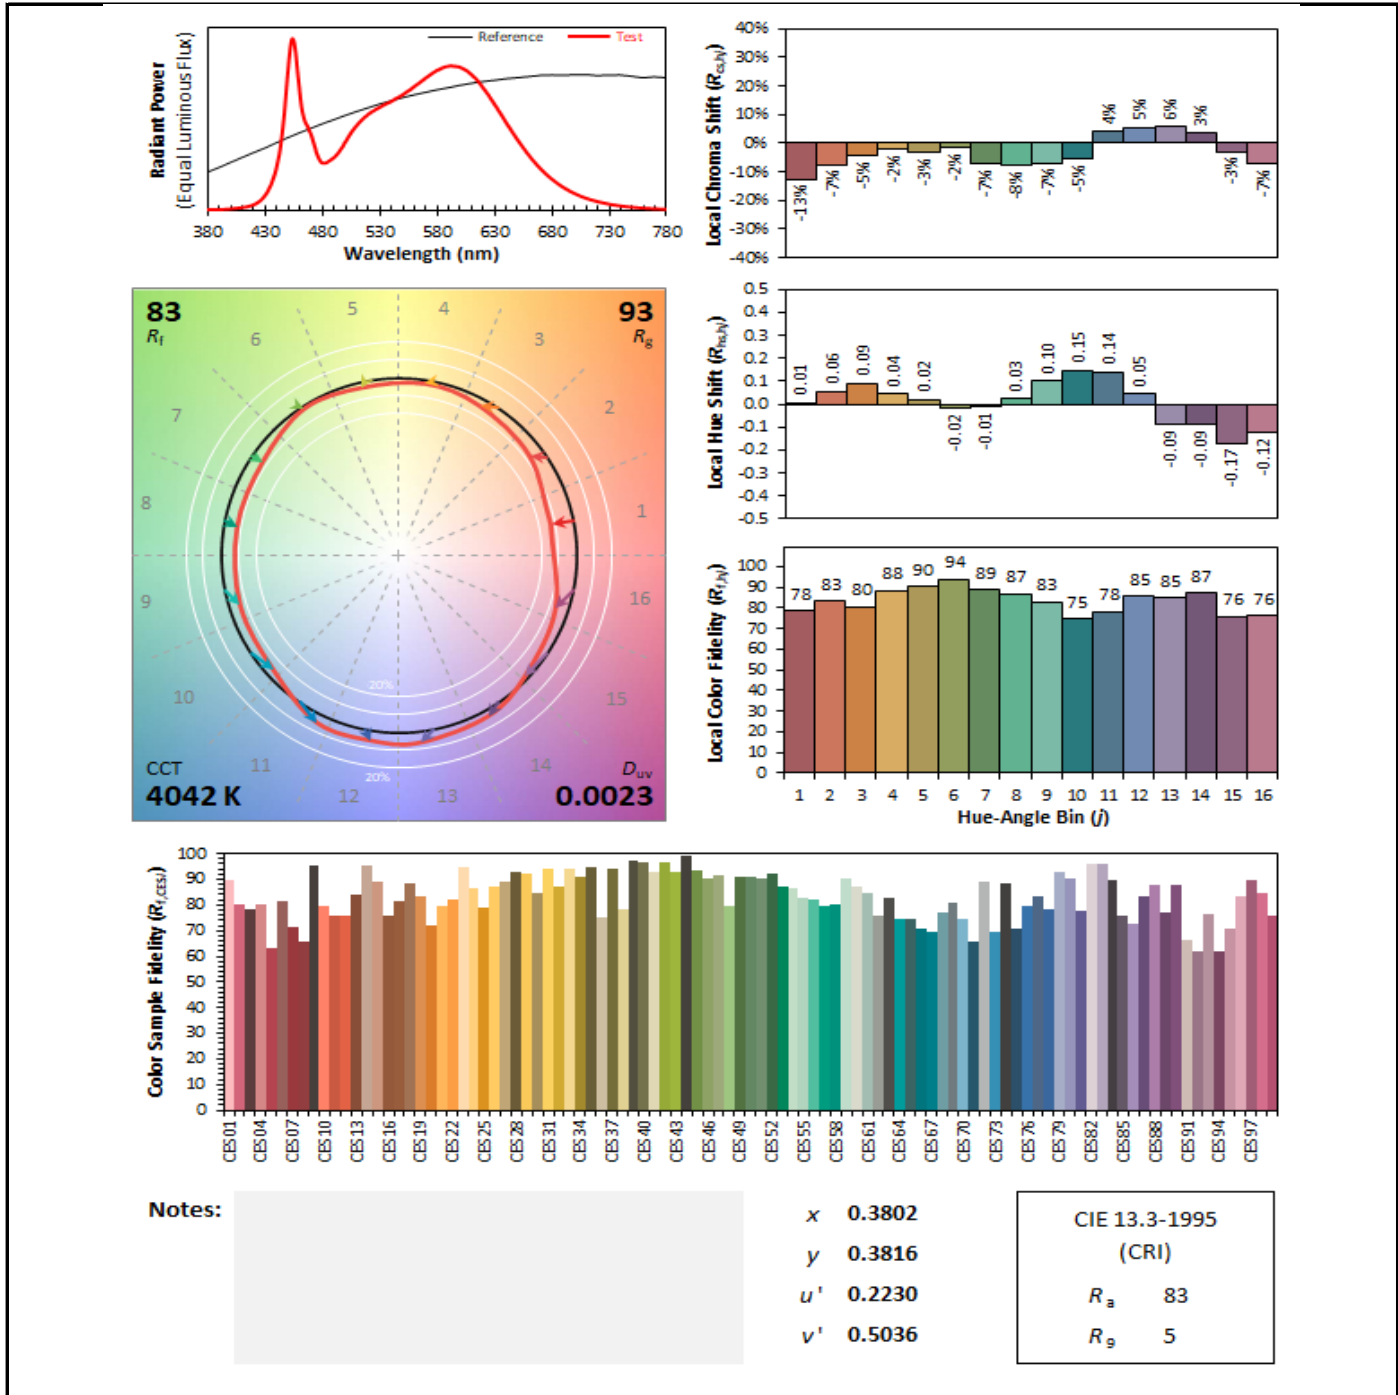 Radiant Power
(Equal Luminous Flux)
Reference
Test
380 430 480 530 580 630 680 730 780
Wavelength (nm)
Local Chroma Shift (Rcs,hj)
40%
30%
20%
10%
0%
-10%
-20%
-30%
-40%
-13% -7% -5% -2% -3% -2% -7% -8% -7% -5% 4% 5% 6% 3% -3% -7%
83
Rf
93
Rg
5 4
6 3
7 2
8 1
9 16
10 15
11 14
12 13
20%
20%
CCT
4042 K
Duv
0.0023
Local Hue Shift (Rhs,hj)
0.5
0.4
0.3
0.2
0.1
0.0
-0.1
-0.2
-0.3
-0.4
-0.5
0.01 0.06 0.09 0.04 0.02 -0.02 -0.01 0.03 0.10 0.15 0.14 0.05 -0.09 -0.09 -0.17 -0.12
Local Color Fidelity (Rf,hj)
100
90
80
70
60
50
40
30
20
10
0
78 83 80 88 90 94 89 87 83 75 78 85 85 87 76 76
1 2 3 4 5 6 7 8 9 10 11 12 13 14 15 16
Hue-Angle Bin (j)
Color Sample Fidelity (Rf,CESi)
100
90
80
70
60
50
40
30
20
10
0
CES01 CES04 CES07 CES10 CES13 CES16 CES19 CES22 CES25 CES28 CES31 CES34 CES37 CES40 CES43 CES46 CES49 CES52 CES55 CES58 CES61 CES64 CES67 CES70 CES73 CES76 CES79 CES82 CES85 CES88 CES91 CES94 CES97
Notes:
x 0.3802
y 0.3816
u' 0.2230
v' 0.5036
CIE 13.3-1995
(CRI)
Ra 83
R9 5